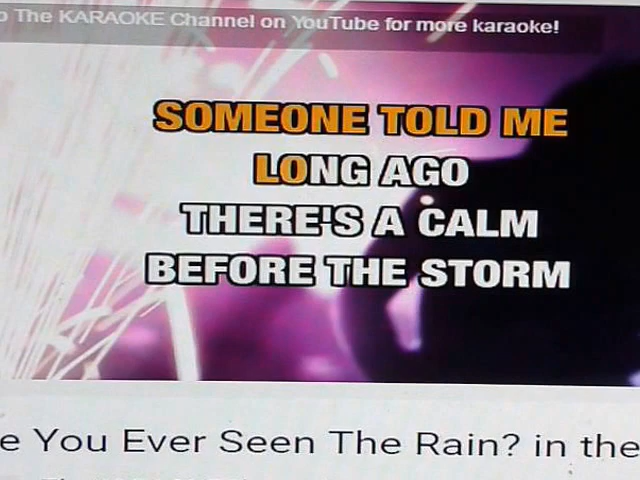 The KARAOKE Channel on YouTube for more karaoke!
SOMEONE TOLD ME
LONG AGO
THERE'S A CALM
BEFORE THE STORM
e You Ever Seen The Rain? in the